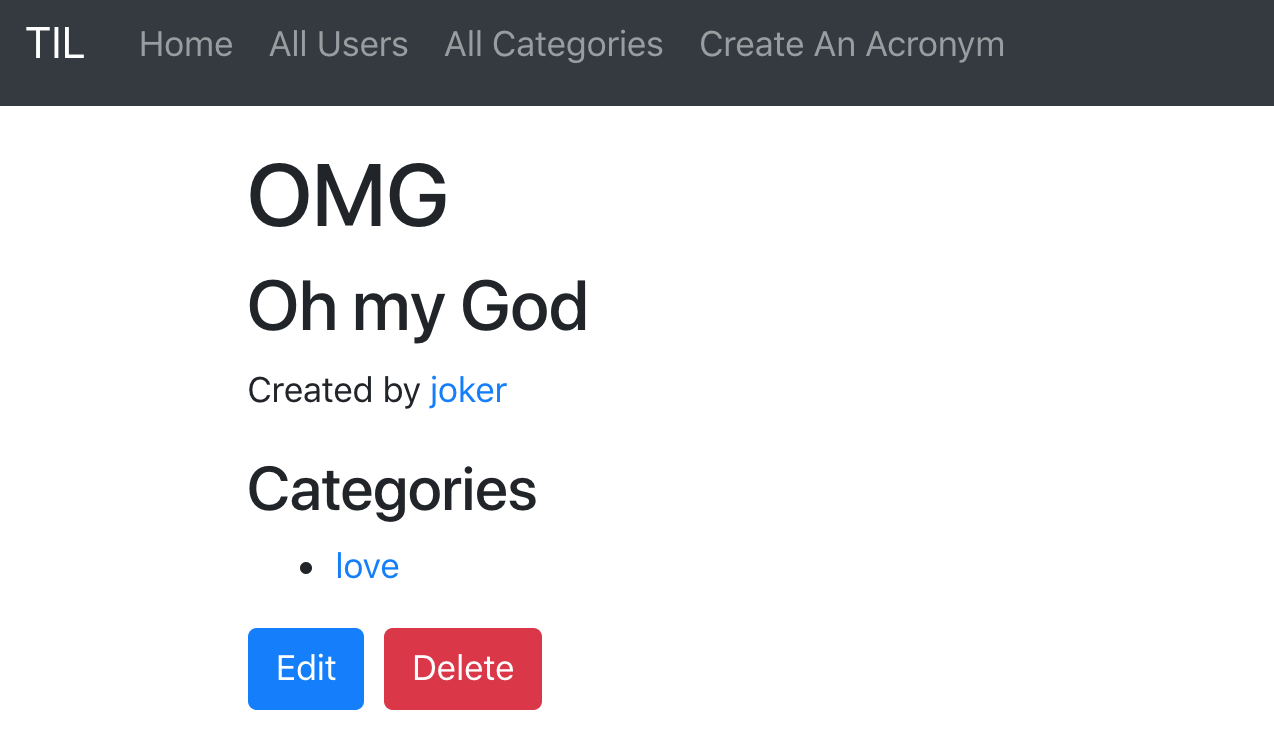 TIL Home All Users All Categories Create An Acronym
OMG
Oh my God
Created by joker
Categories
love
Edit Delete